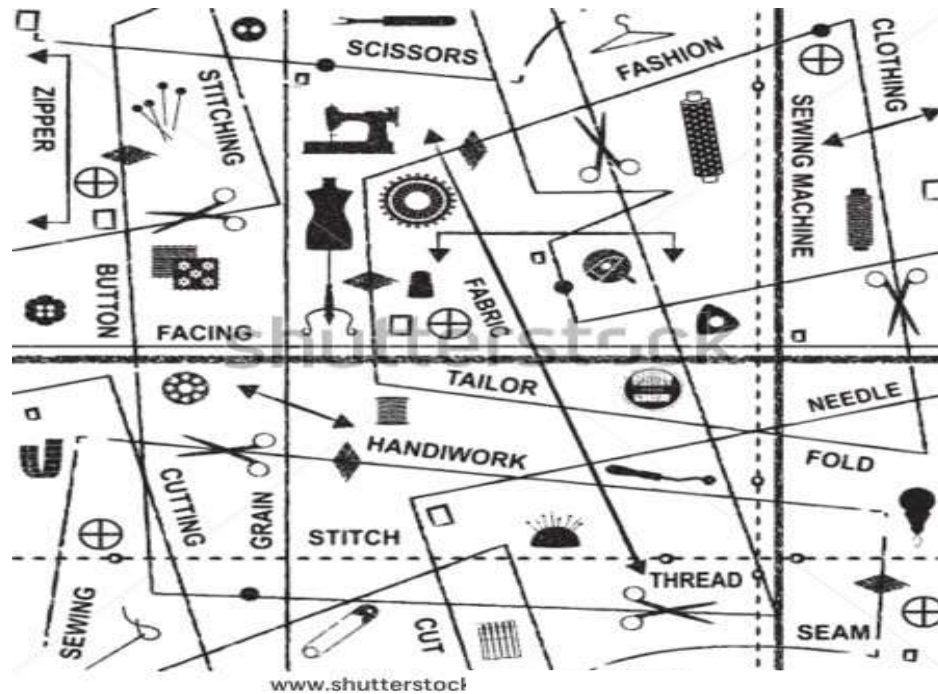 SCISSORS
FASHION
CLOTHING
ZIPPER
STITCHING
SEWING MACHINE
BUTTON
FACING
FABRIC
shutterstock
TAILOR
NEEDLE
HANDIWORK
FOLD
CUTTING
GRAIN
STITCH
THREAD
SEWING
CUT
SEAM
www.shutterstock